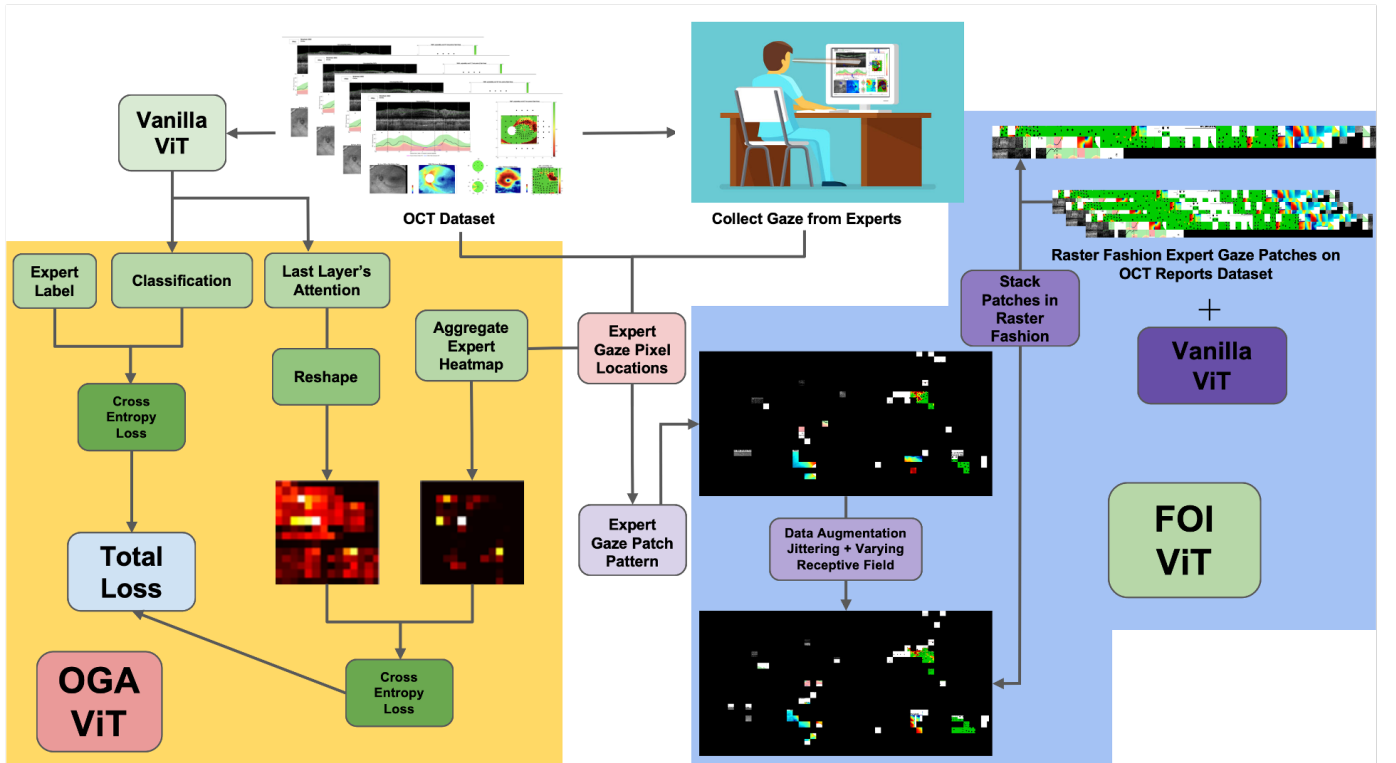 Vanilla
ViT
OCT Dataset
Collect Gaze from Experts
Raster Fashion Expert Gaze Patches on
OCT Reports Dataset
+
Vanilla
ViT
Stack
Patches in
Raster
Fashion
Expert
Label
Classification
Last Layer's
Attention
Aggregate
Expert
Heatmap
Expert
Gaze Pixel
Locations
Reshape
Cross
Entropy
Loss
Total
Loss
Expert
Gaze Patch
Pattern
Data Augmentation
Jittering + Varying
Receptive Field
FOI
ViT
OGA
ViT
Cross
Entropy
Loss